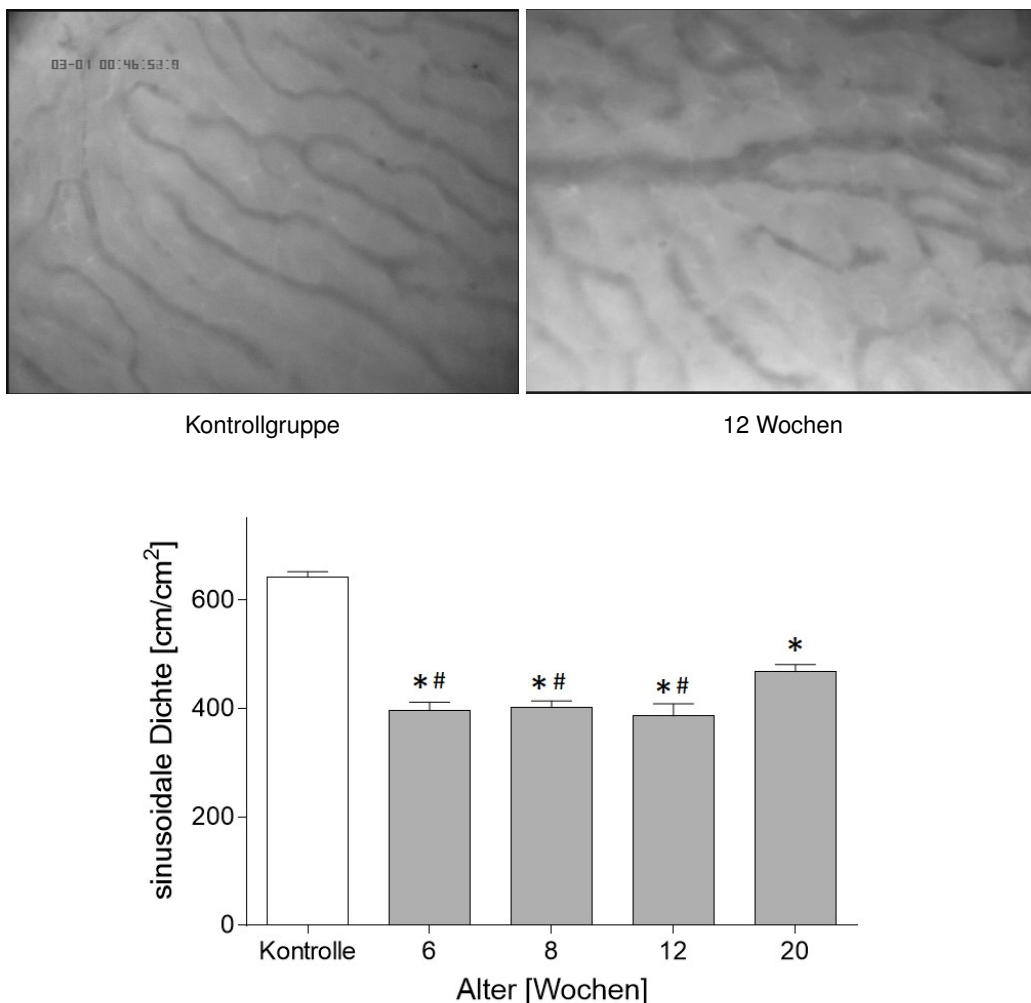 03-01 00:46:53:9
Kontrollgruppe
12 Wochen
sinusoidale Dichte [cm/cm²]
600
400
200
0
* #
* #
* #
*
Kontrolle 6 8 12 20
Alter [Wochen]